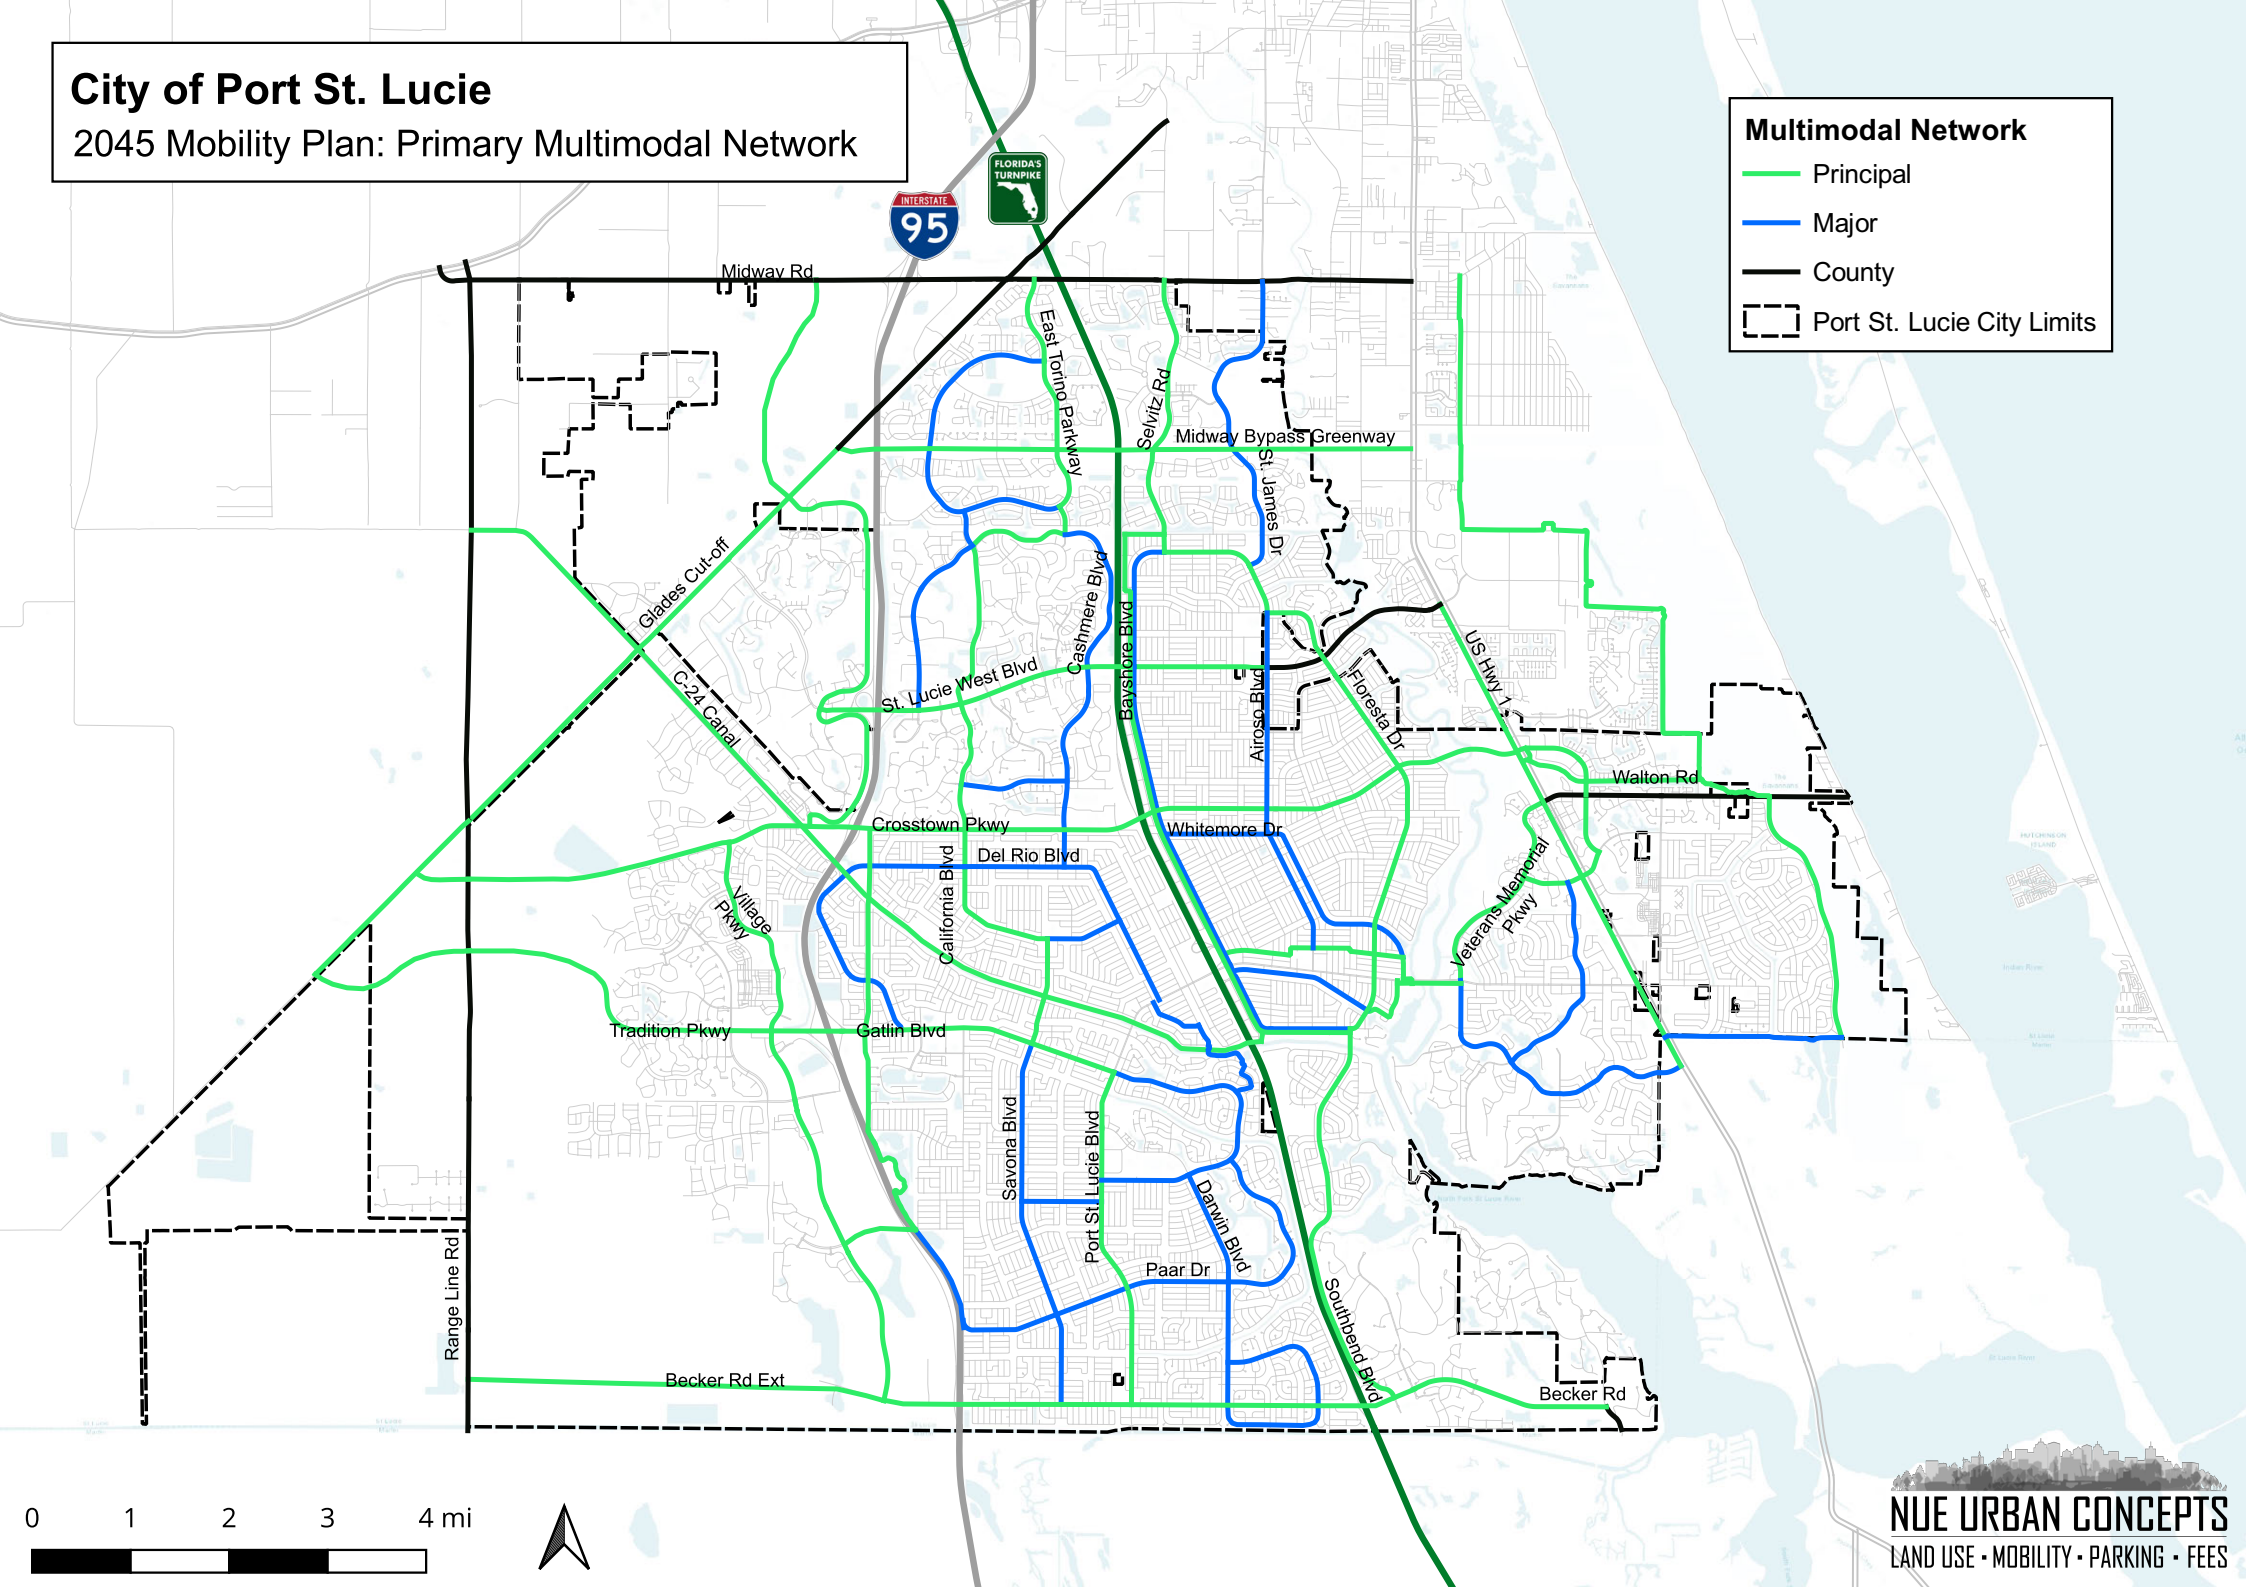 City of Port St. Lucie
2045 Mobility Plan: Primary Multimodal Network
INTERSTATE
95
FLORIDA'S
TURNPIKE
Multimodal Network
Principal
Major
County
Port St. Lucie City Limits
Midway Rd
East Torino Parkway
Selvitz Rd
Midway Bypass Greenway
St. James Dr
Glades Cut-off
C-24 Canal
Cashmere Blvd
Bayshore Blvd
St. Lucie West Blvd
Airoso Blvd
Floresta Dr
US Hwy 1
Walton Rd
Crosstown Pkwy
Whitemore Dr
Del Rio Blvd
California Blvd
Village
Pkwy
Veterans Memorial
Pkwy
Tradition Pkwy
Gatlin Blvd
Savona Blvd
Port St. Lucie Blvd
Darwin Blvd
Paar Dr
Southbend Blvd
Range Line Rd
Becker Rd Ext
Becker Rd
0 1 2 3 4 mi
NUE URBAN CONCEPTS
LAND USE • MOBILITY • PARKING • FEES